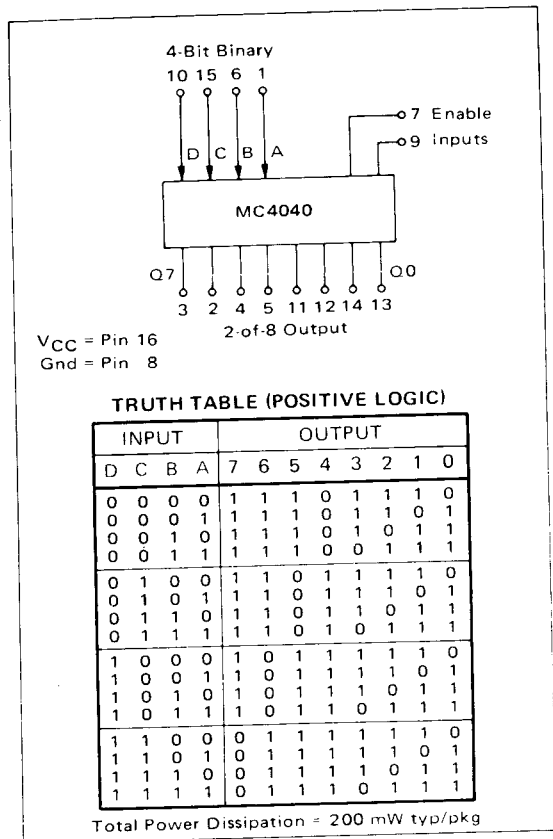 4-Bit Binary
10 15 6 1
7 Enable
9 Inputs
D C B A
MC4040
Q7 Q0
3 2 4 5 11 12 14 13
2-of-8 Output
VCC = Pin 16
Gnd = Pin 8
TRUTH TABLE (POSITIVE LOGIC)
INPUT OUTPUT
D C B A 7 6 5 4 3 2 1 0
0 0 0 0 1 1 1 0 1 1 1 0
0 0 0 1 1 1 1 0 1 1 0 1
0 0 1 0 1 1 1 0 1 0 1 1
0 0 1 1 1 1 1 0 0 1 1 1
0 1 0 0 1 1 0 1 1 1 1 0
0 1 0 1 1 1 0 1 1 1 0 1
0 1 1 0 1 1 0 1 1 0 1 1
0 1 1 1 1 1 0 1 0 1 1 1
1 0 0 0 1 0 1 1 1 1 1 0
1 0 0 1 1 0 1 1 1 1 0 1
1 0 1 0 1 0 1 1 1 0 1 1
1 0 1 1 1 0 1 1 0 1 1 1
1 1 0 0 0 1 1 1 1 1 1 0
1 1 0 1 0 1 1 1 1 1 0 1
1 1 1 0 0 1 1 1 1 0 1 1
1 1 1 1 0 1 1 1 0 1 1 1
Total Power Dissipation = 200 mW typ/pkg